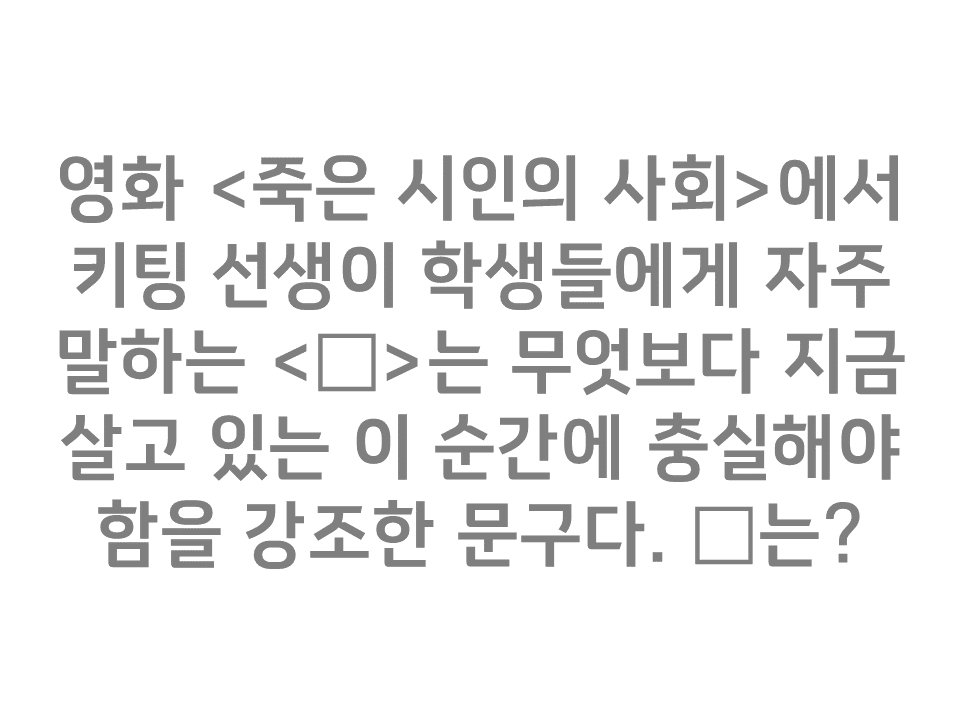 영화 <죽은 시인의 사회>에서
키팅 선생이 학생들에게 자주
말하는 <□>는 무엇보다 지금
살고 있는 이 순간에 충실해야
함을 강조한 문구다. □는?